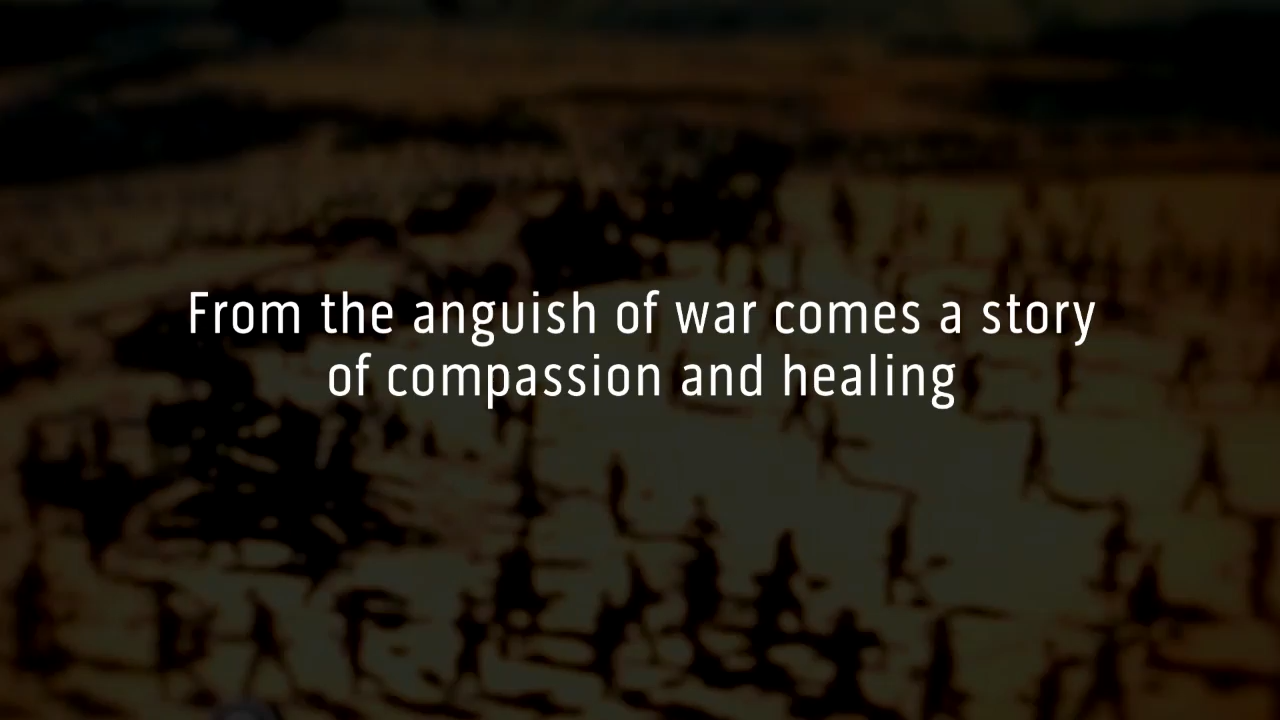 From the anguish of war comes a story
of compassion and healing